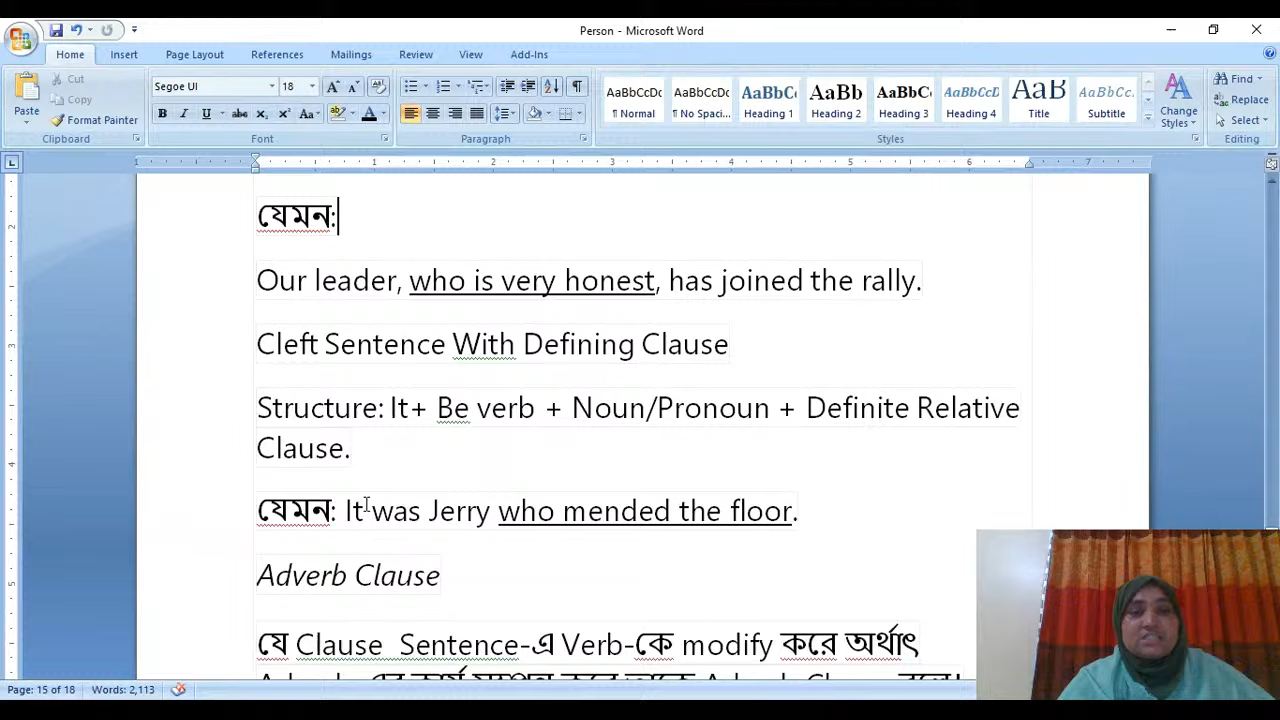 Person - Microsoft Word
Home Insert Page Layout References Mailings Review View Add-Ins
Paste
Cut
Copy
Format Painter
Clipboard
Segoe UI 18
Font
Paragraph
AaBbCcDc AaBbCcDc AaBbC AaBb AaBbC AaBbCcD AaB AaBbCc
¶ Normal ¶ No Spaci... Heading 1 Heading 2 Heading 3 Heading 4 Title Subtitle
Change Styles
Styles
Find
Replace
Select
Editing
যেমন:
Our leader, who is very honest, has joined the rally.
Cleft Sentence With Defining Clause
Structure: It+ Be verb + Noun/Pronoun + Definite Relative
Clause.
যেমন: It was Jerry who mended the floor.
Adverb Clause
যে Clause Sentence-এ Verb-কে modify করে অর্থাৎ
Page: 15 of 18 Words: 2,113